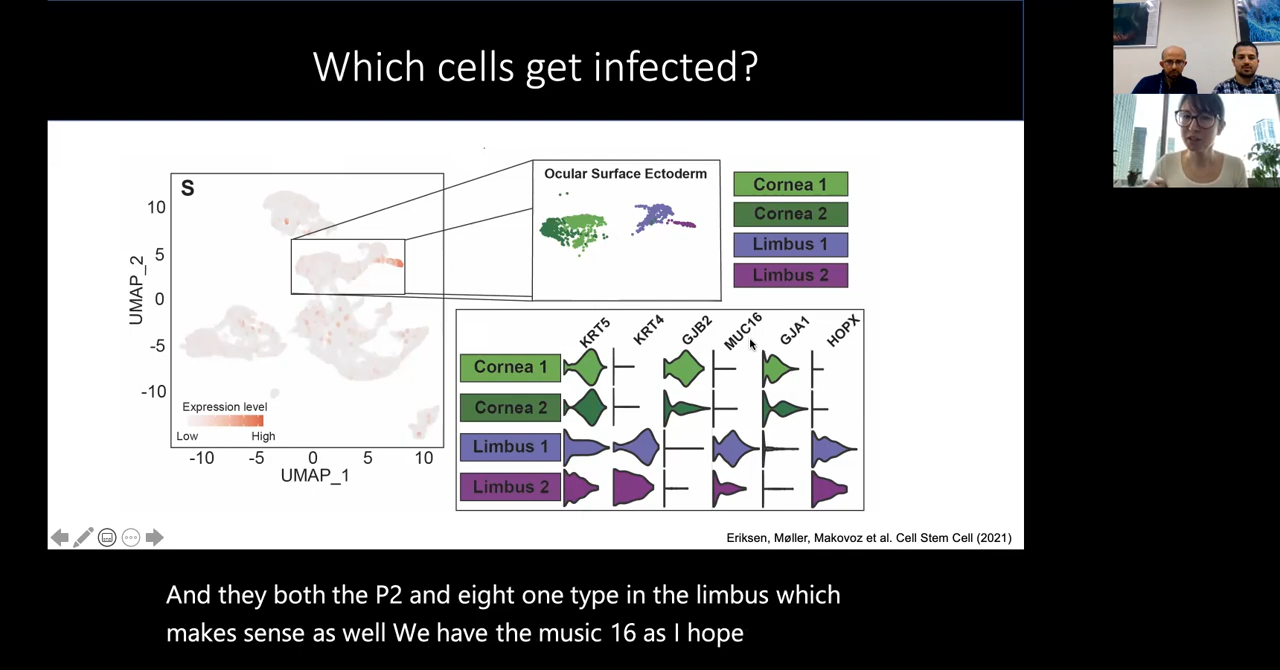 Which cells get infected?
S
UMAP_2
10
5
0
-5
-10
Expression level
Low High
-10 -5 0 5 10
UMAP_1
Ocular Surface Ectoderm
Cornea 1
Cornea 2
Limbus 1
Limbus 2
KRT5 KRT4 GJB2 MUC16 GJA1 HOPX
Cornea 1
Cornea 2
Limbus 1
Limbus 2
Eriksen, Møller, Makovoz et al. Cell Stem Cell (2021)
And they both the P2 and eight one type in the limbus which
makes sense as well We have the music 16 as I hope